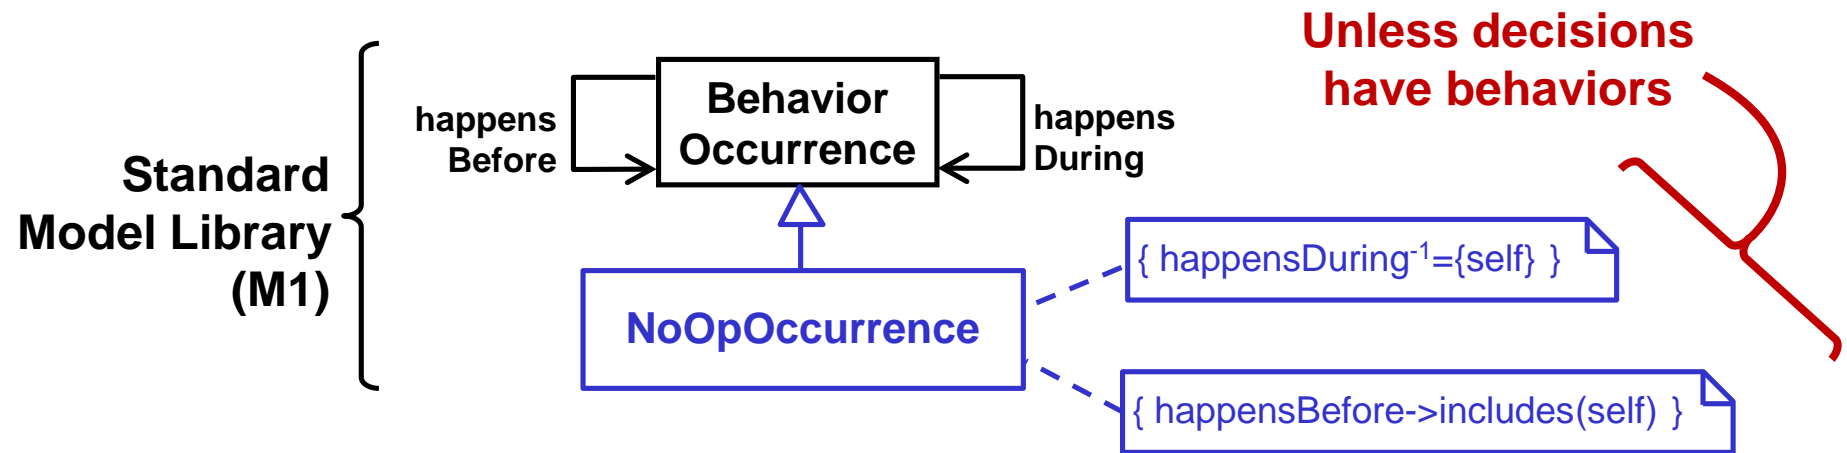 Unless decisions
have behaviors
Standard
Model Library
(M1)
happens
Before
Behavior
Occurrence
happens
During
NoOpOccurrence
{ happensDuring⁻¹={self} }
{ happensBefore->includes(self) }